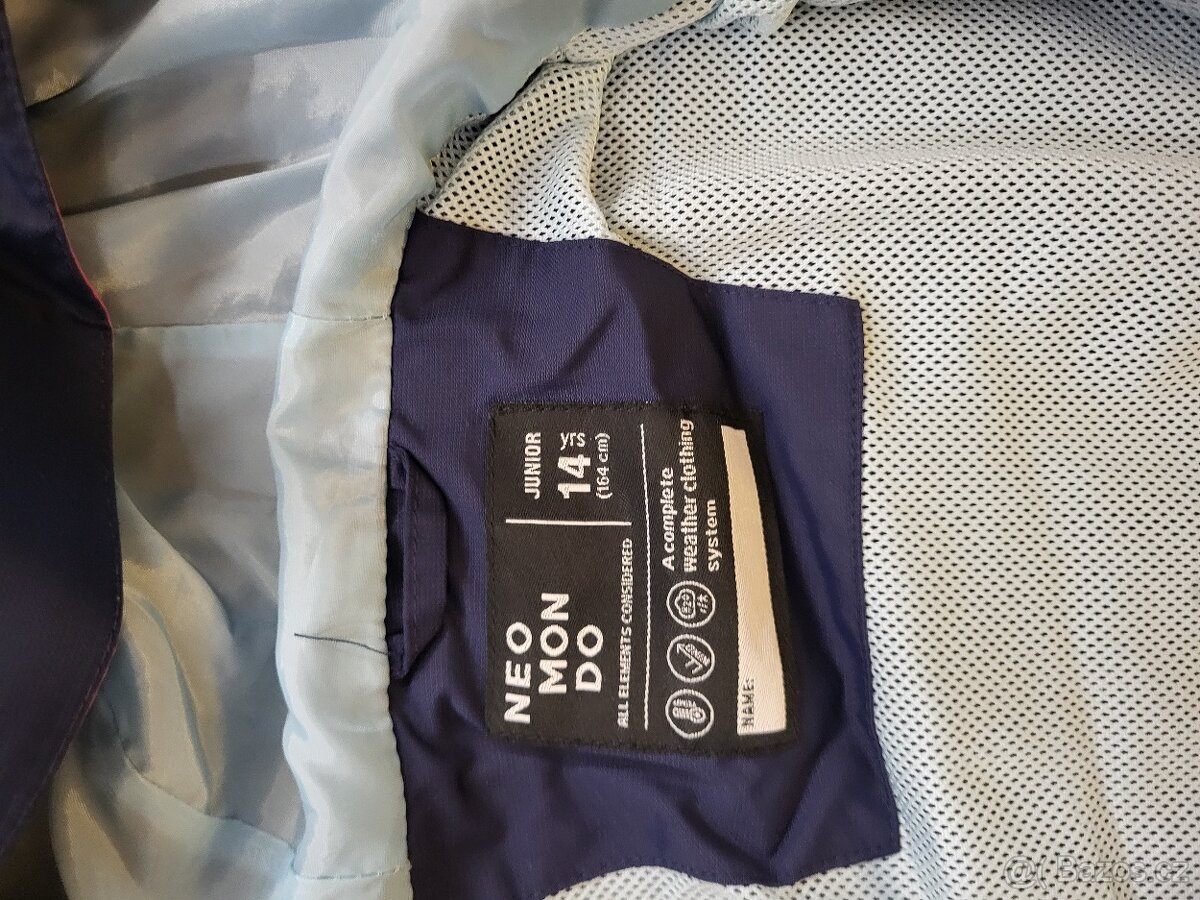 NEO
MON
DO
JUNIOR
14 YRS
(164 cm)
ALL ELEMENTS CONSIDERED
A complete
weather clothing
system
NAME:
Bazos.cz